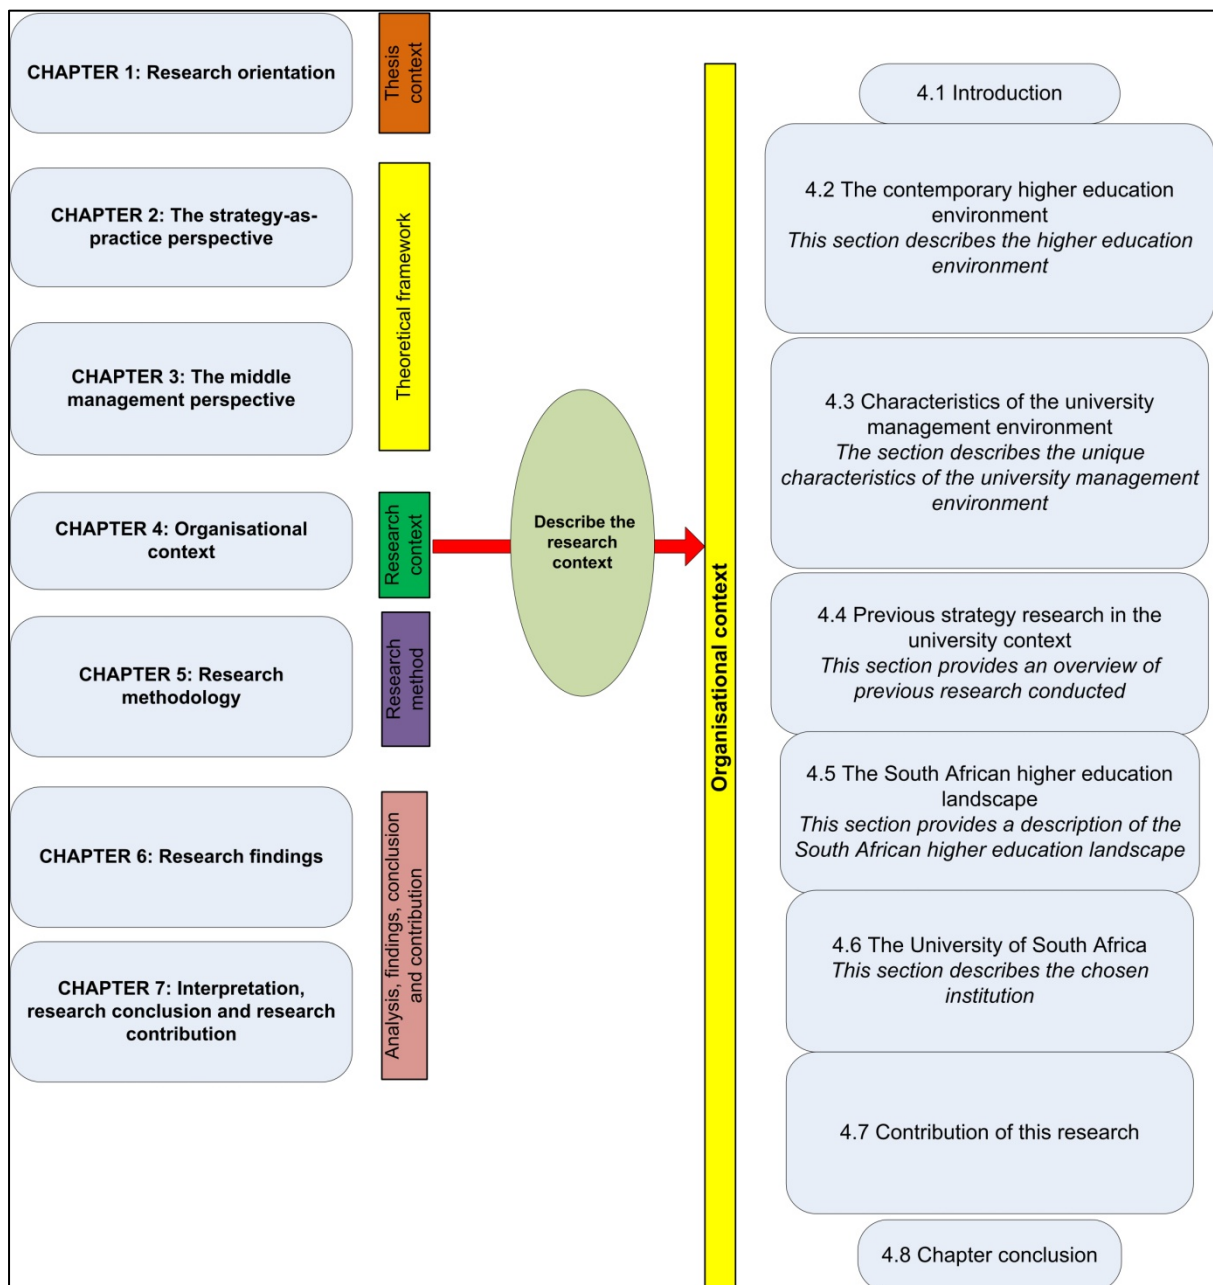 CHAPTER 1: Research orientation
CHAPTER 2: The strategy-as-
practice perspective
CHAPTER 3: The middle
management perspective
CHAPTER 4: Organisational
context
CHAPTER 5: Research
methodology
CHAPTER 6: Research findings
CHAPTER 7: Interpretation,
research conclusion and research
contribution
Thesis
context
Theoretical framework
Research
context
Research
method
Analysis, findings, conclusion
and contribution
Describe the
research
context
Organisational context
4.1 Introduction
4.2 The contemporary higher education
environment
This section describes the higher education
environment
4.3 Characteristics of the university
management environment
The section describes the unique
characteristics of the university management
environment
4.4 Previous strategy research in the
university context
This section provides an overview of
previous research conducted
4.5 The South African higher education
landscape
This section provides a description of the
South African higher education landscape
4.6 The University of South Africa
This section describes the chosen
institution
4.7 Contribution of this research
4.8 Chapter conclusion